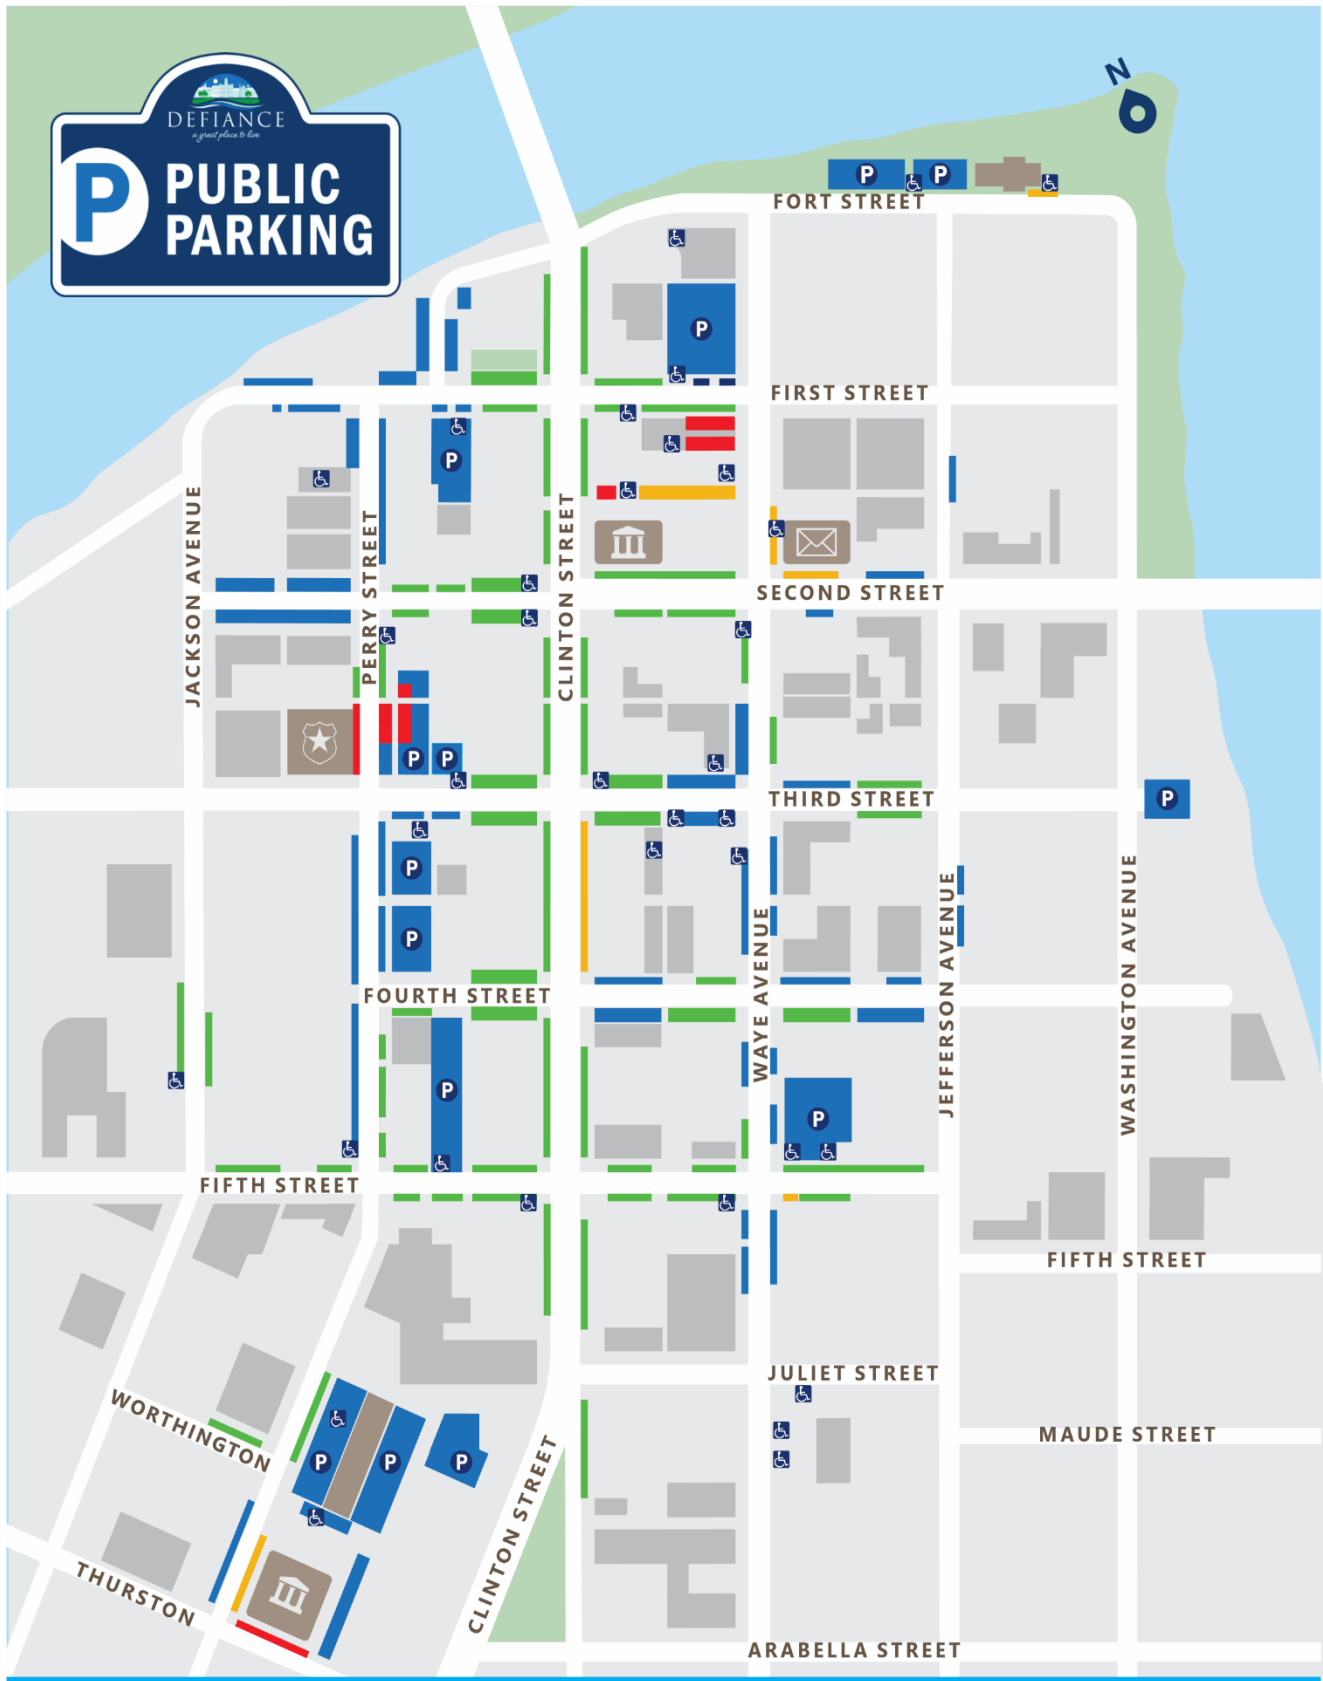 N
DEFIANCE
a great place to live
P PUBLIC
PARKING
P
P
FORT STREET
P
FIRST STREET
P
JACKSON AVENUE
PERRY STREET
CLINTON STREET
SECOND STREET
P
P
THIRD STREET
P
P
P
WAYE AVENUE
JEFFERSON AVENUE
WASHINGTON AVENUE
FOURTH STREET
P
P
FIFTH STREET
FIFTH STREET
JULIET STREET
WORTHINGTON
P
P
P
MAUDE STREET
CLINTON STREET
THURSTON
ARABELLA STREET